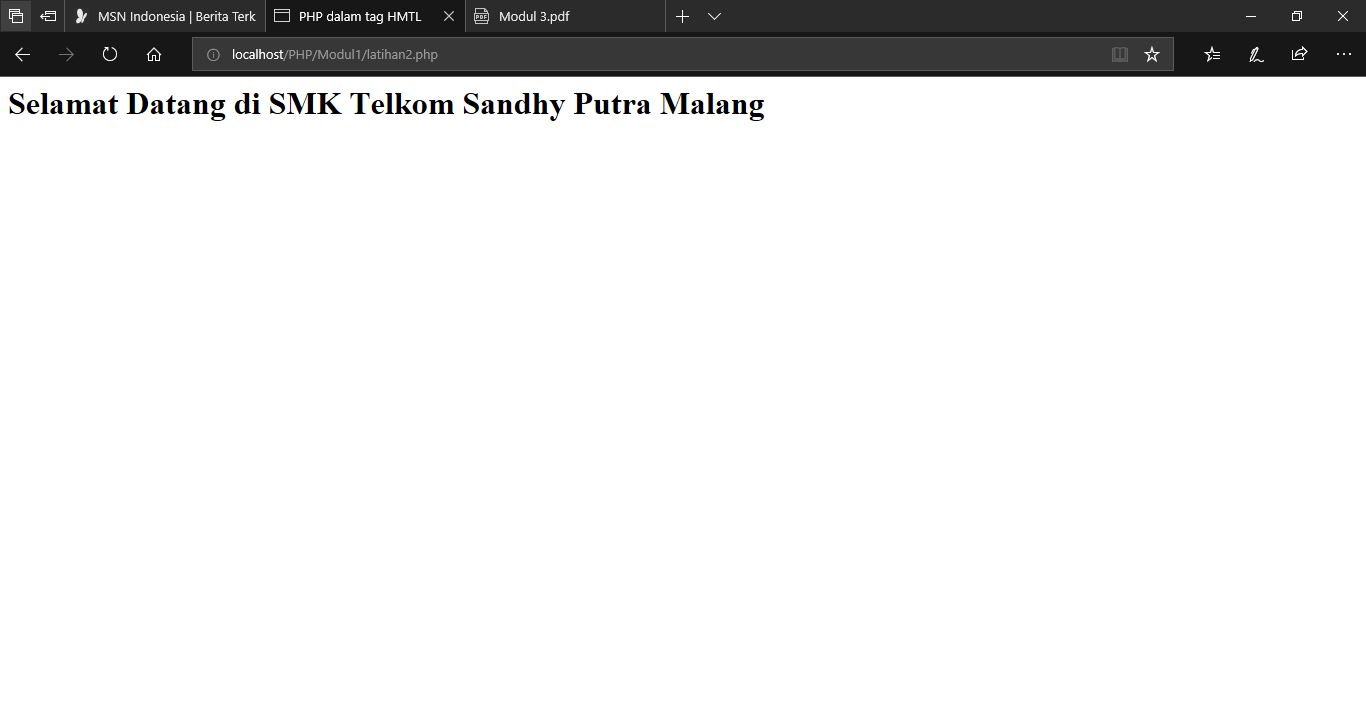 MSN Indonesia | Berita Terk
PHP dalam tag HMTL
Modul 3.pdf
localhost/PHP/Modul1/latihan2.php
Selamat Datang di SMK Telkom Sandhy Putra Malang